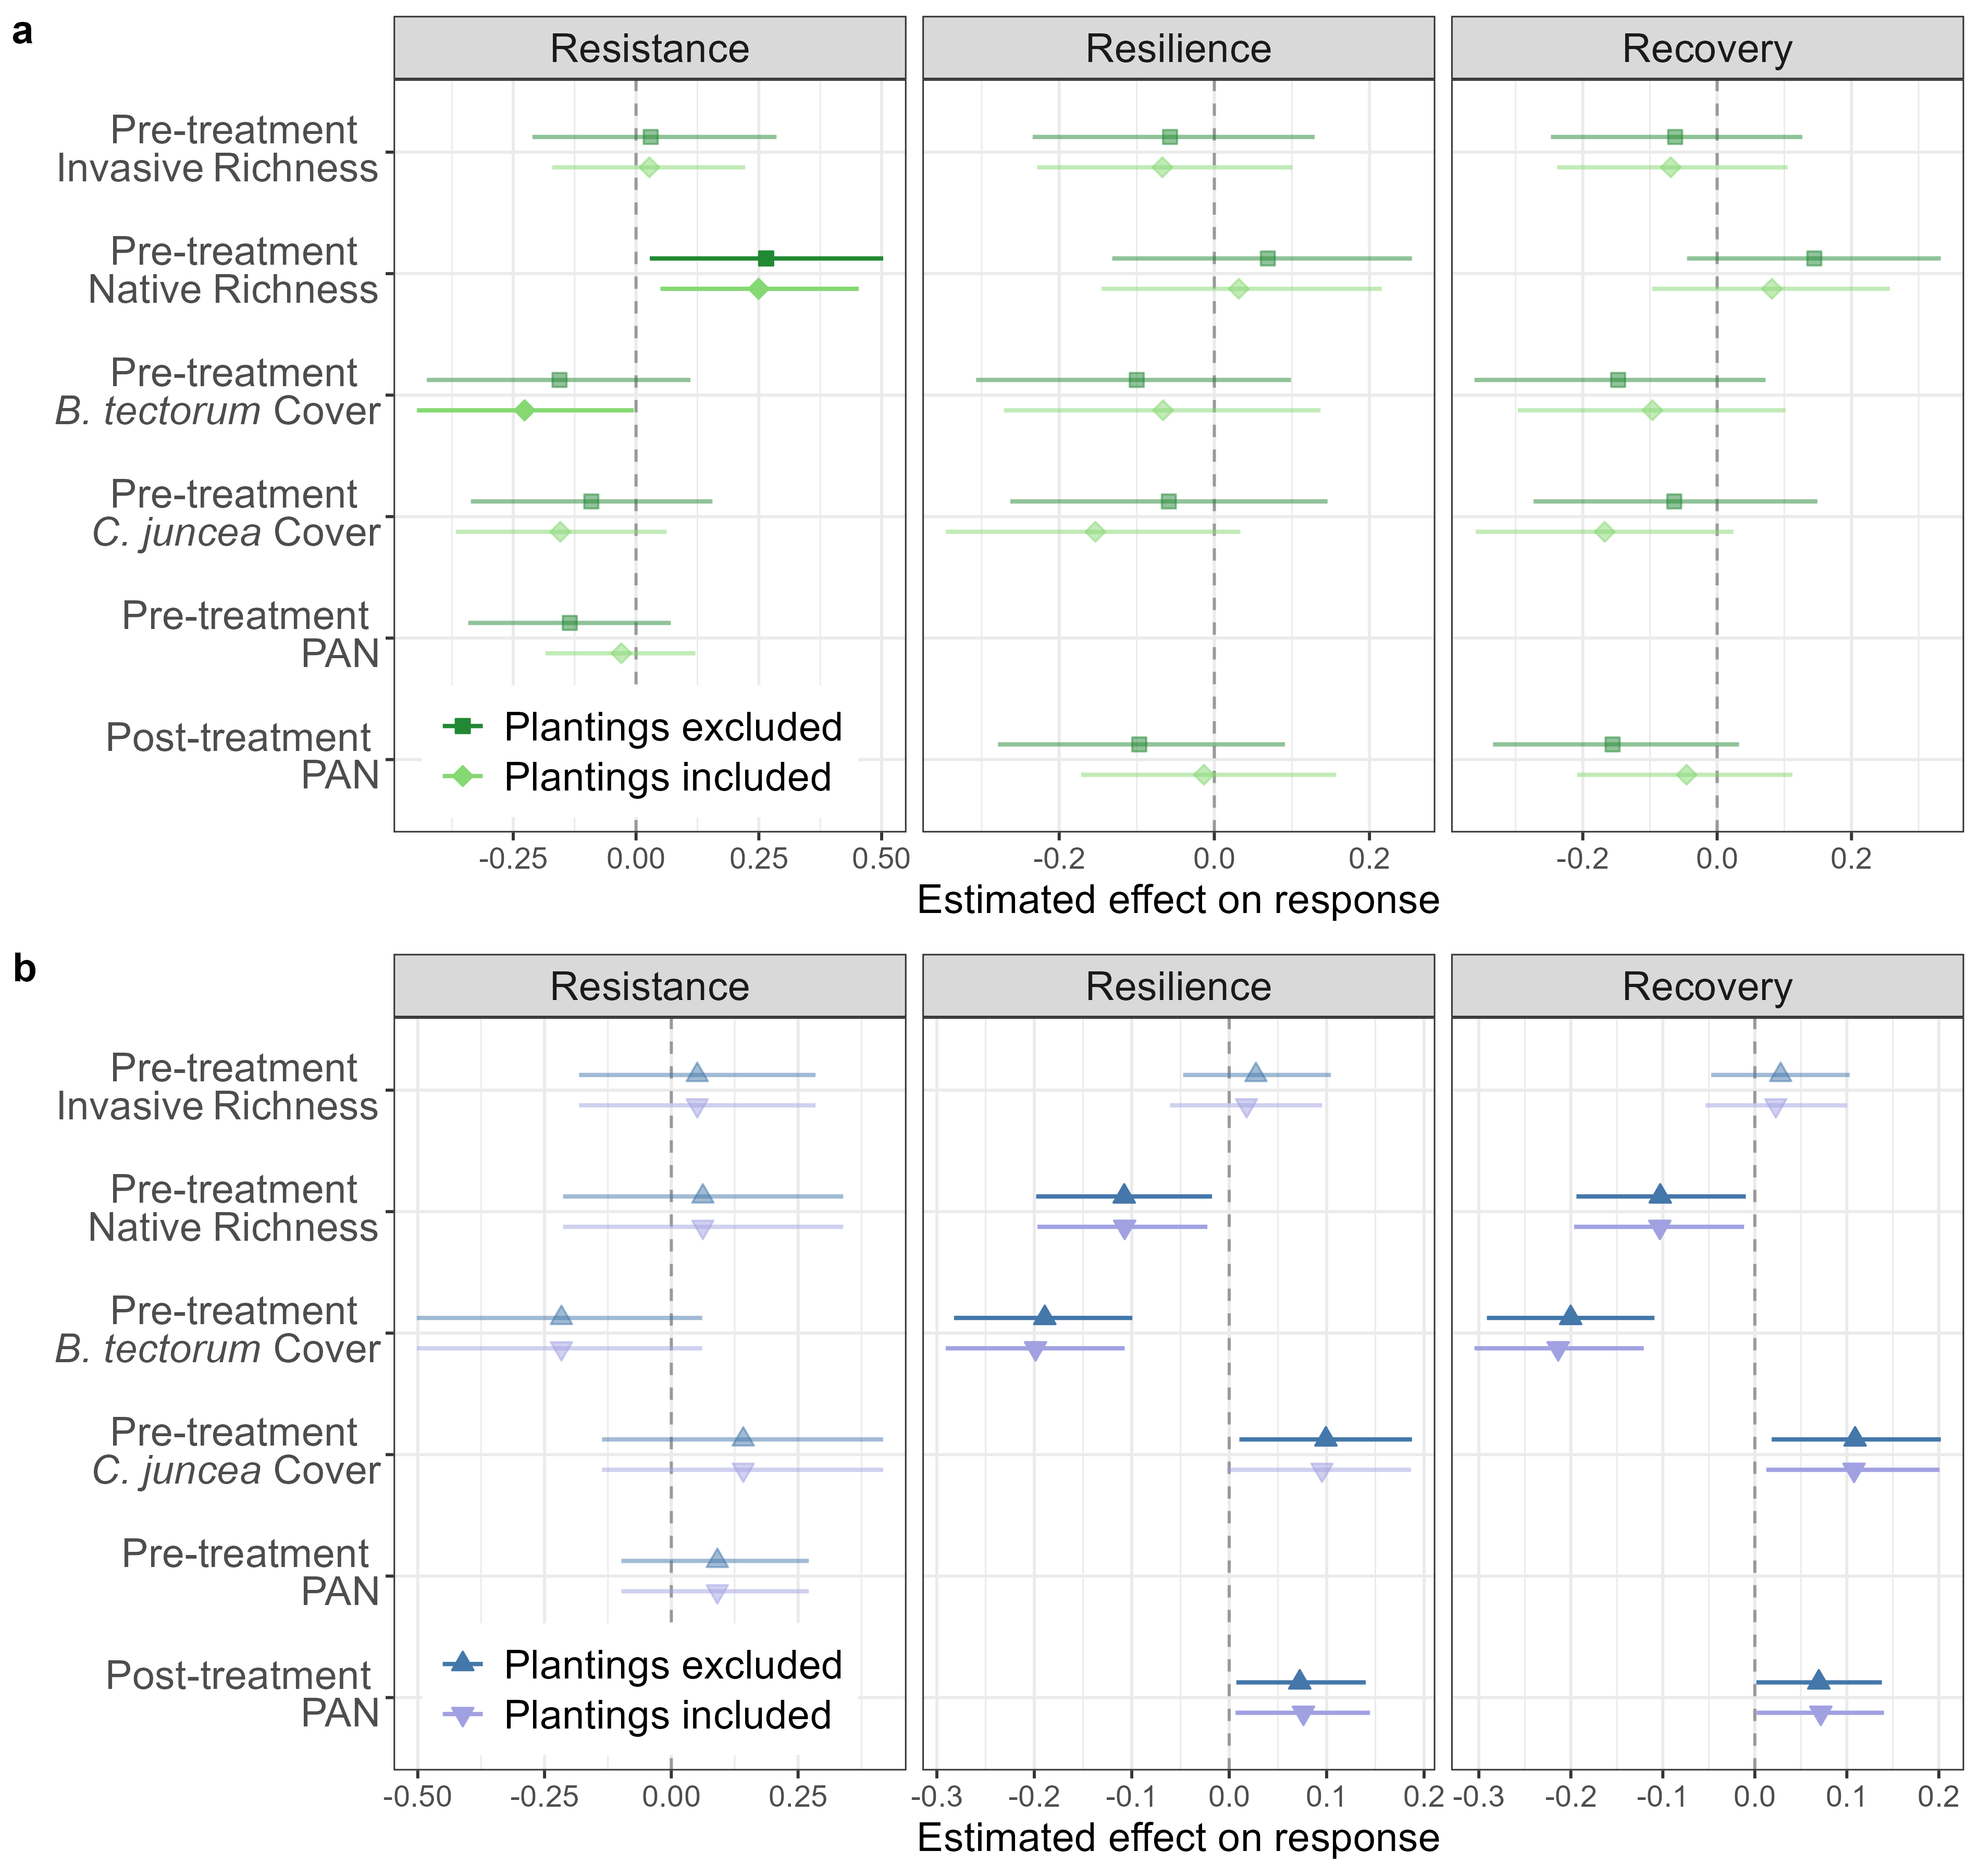 a
Resistance
Resilience
Recovery
Pre-treatment
Invasive Richness
Pre-treatment
Native Richness
Pre-treatment
B. tectorum Cover
Pre-treatment
C. juncea Cover
Pre-treatment
PAN
Post-treatment
PAN
Plantings excluded
Plantings included
-0.25 0.00 0.25 0.50
-0.2 0.0 0.2
-0.2 0.0 0.2
Estimated effect on response
b
Resistance
Resilience
Recovery
Pre-treatment
Invasive Richness
Pre-treatment
Native Richness
Pre-treatment
B. tectorum Cover
Pre-treatment
C. juncea Cover
Pre-treatment
PAN
Post-treatment
PAN
Plantings excluded
Plantings included
-0.50 -0.25 0.00 0.25
-0.3 -0.2 -0.1 0.0 0.1 0.2
-0.3 -0.2 -0.1 0.0 0.1 0.2
Estimated effect on response